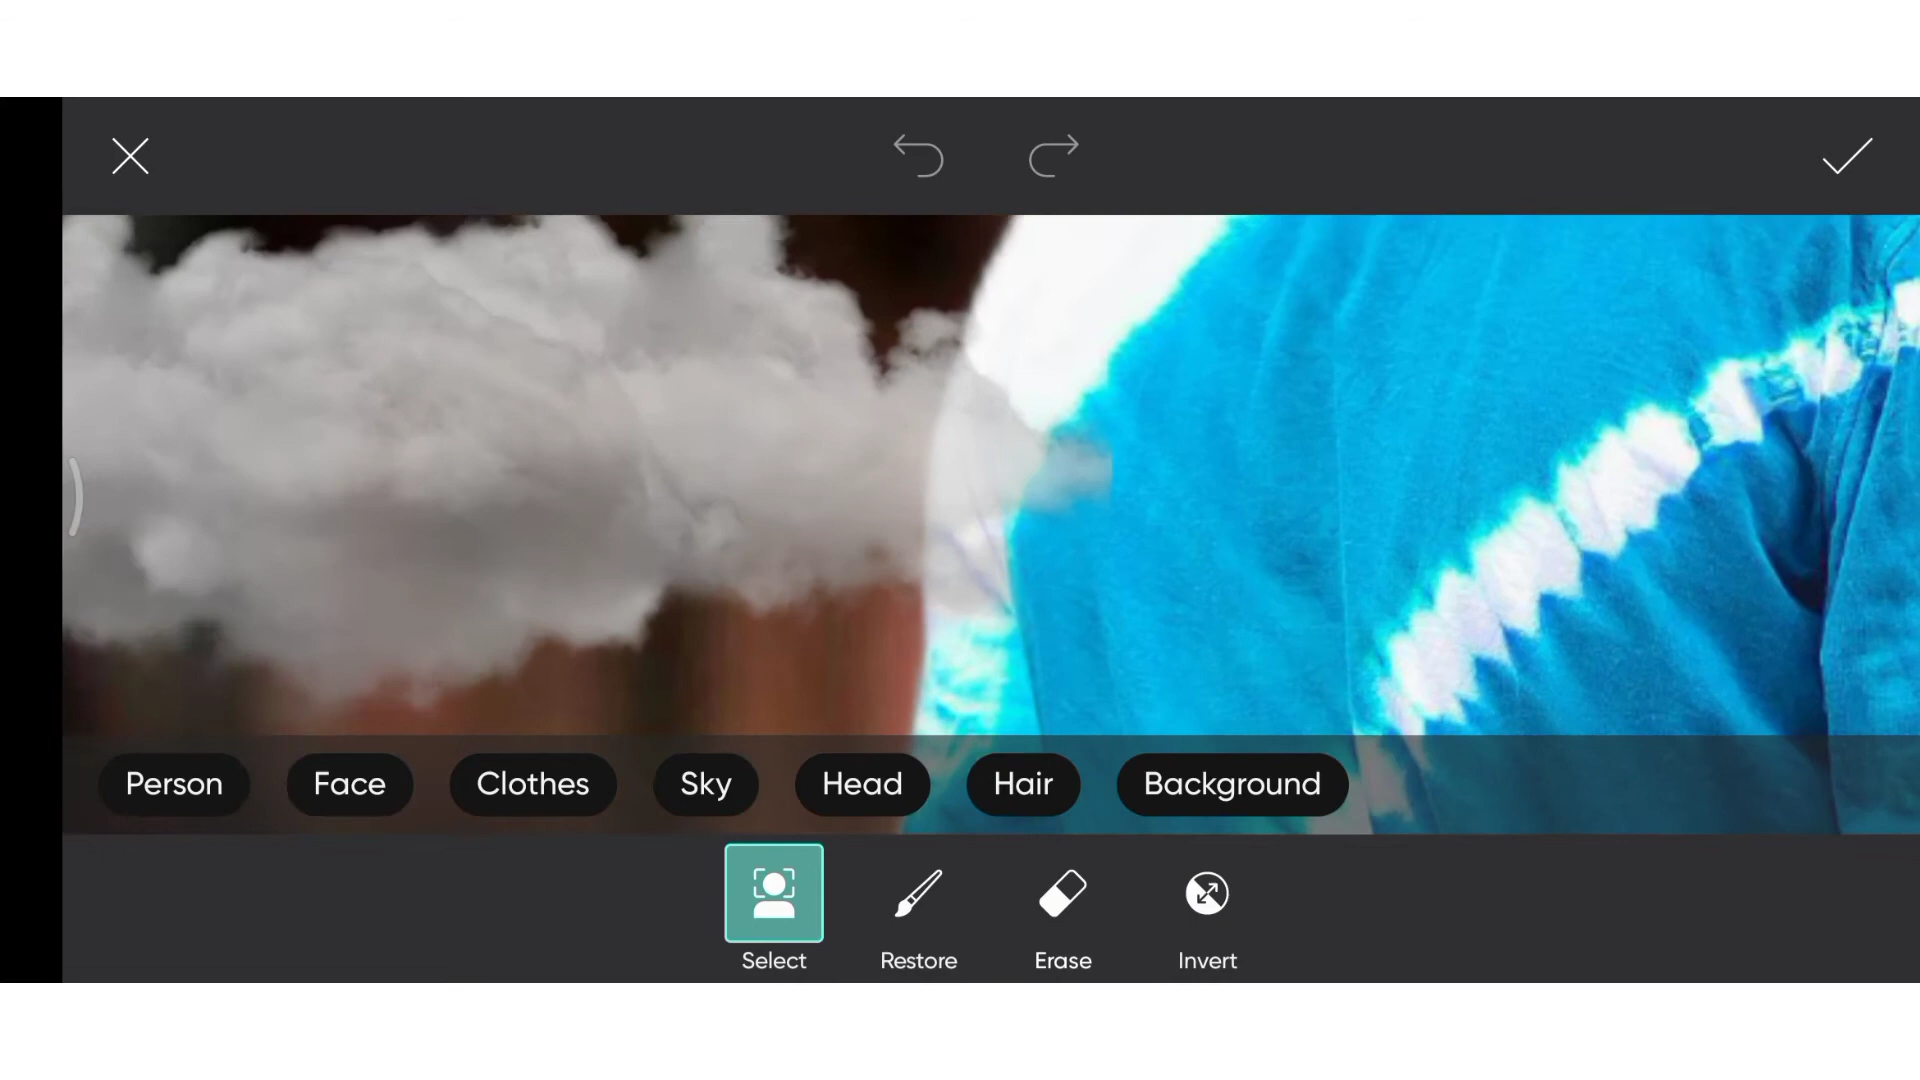 Person Face Clothes Sky Head Hair Background
Select Restore Erase Invert